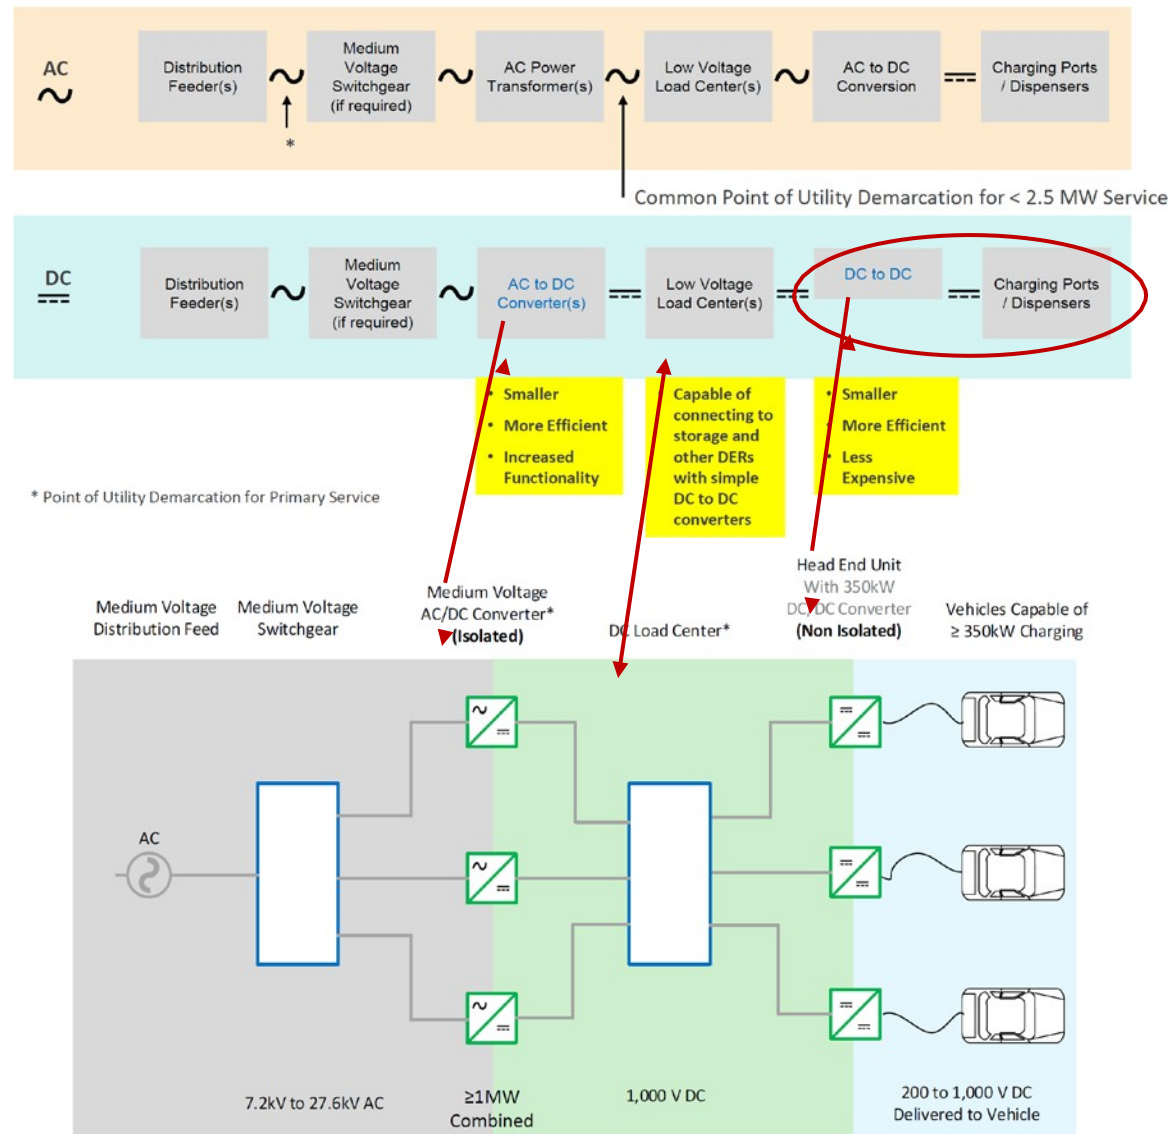 AC
Distribution
Feeder(s)
Medium
Voltage
Switchgear
(if required)
AC Power
Transformer(s)
Low Voltage
Load Center(s)
AC to DC
Conversion
Charging Ports
/ Dispensers
*
Common Point of Utility Demarcation for < 2.5 MW Service
DC
Distribution
Feeder(s)
Medium
Voltage
Switchgear
(if required)
AC to DC
Converter(s)
Low Voltage
Load Center(s)
DC to DC
Charging Ports
/ Dispensers
• Smaller
• More Efficient
• Increased
Functionality
• Capable of
connecting to
storage and
other DERs
with simple
DC to DC
converters
• Smaller
• More Efficient
• Less
Expensive
* Point of Utility Demarcation for Primary Service
Medium Voltage
Distribution Feed
Medium Voltage
Switchgear
Medium Voltage
AC/DC Converter*
(Isolated)
DC Load Center*
Head End Unit
With 350kW
DC/DC Converter
(Non Isolated)
Vehicles Capable of
≥ 350kW Charging
AC
7.2kV to 27.6kV AC
≥1MW
Combined
1,000 V DC
200 to 1,000 V DC
Delivered to Vehicle